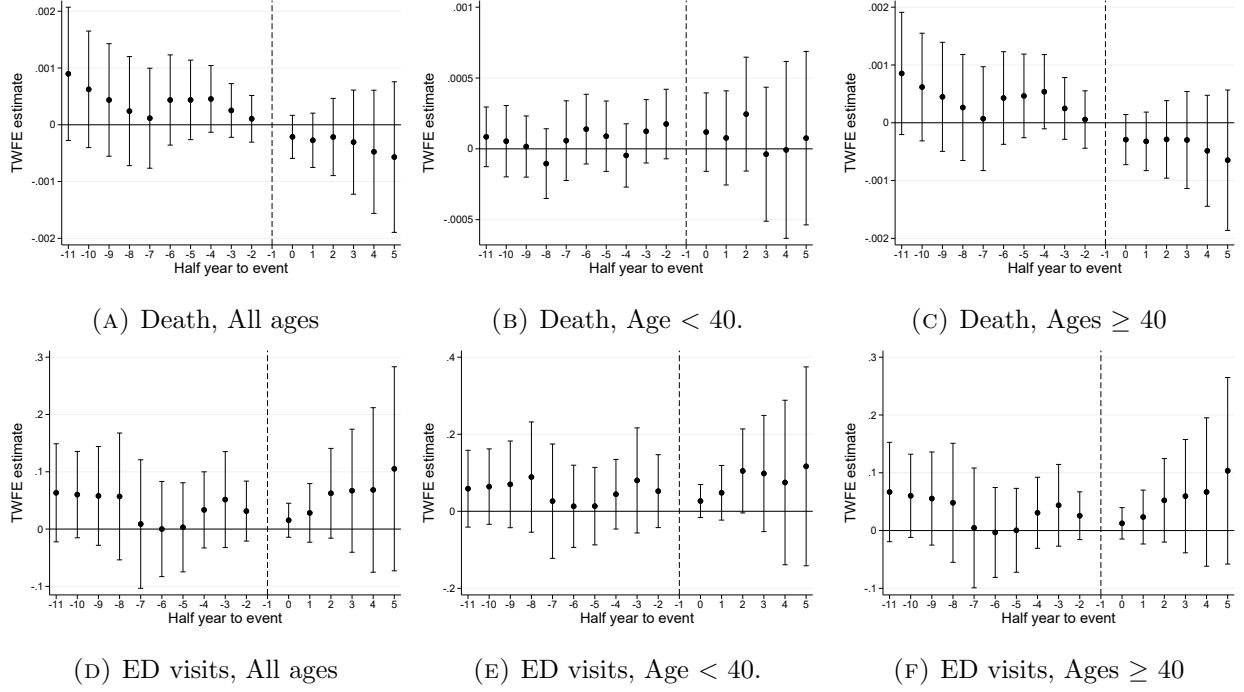 .002
.001
0
-.001
-.002
TWFE estimate
-11 -10 -9 -8 -7 -6 -5 -4 -3 -2 -1 0 1 2 3 4 5
Half year to event
(A) Death, All ages
.001
.0005
0
-.0005
TWFE estimate
-11 -10 -9 -8 -7 -6 -5 -4 -3 -2 -1 0 1 2 3 4 5
Half year to event
(B) Death, Age < 40.
.002
.001
0
-.001
-.002
TWFE estimate
-11 -10 -9 -8 -7 -6 -5 -4 -3 -2 -1 0 1 2 3 4 5
Half year to event
(C) Death, Ages ≥ 40
.3
.2
.1
0
-.1
TWFE estimate
-11 -10 -9 -8 -7 -6 -5 -4 -3 -2 -1 0 1 2 3 4 5
Half year to event
(D) ED visits, All ages
.4
.2
0
-.2
TWFE estimate
-11 -10 -9 -8 -7 -6 -5 -4 -3 -2 -1 0 1 2 3 4 5
Half year to event
(E) ED visits, Age < 40.
.3
.2
.1
0
-.1
TWFE estimate
-11 -10 -9 -8 -7 -6 -5 -4 -3 -2 -1 0 1 2 3 4 5
Half year to event
(F) ED visits, Ages ≥ 40